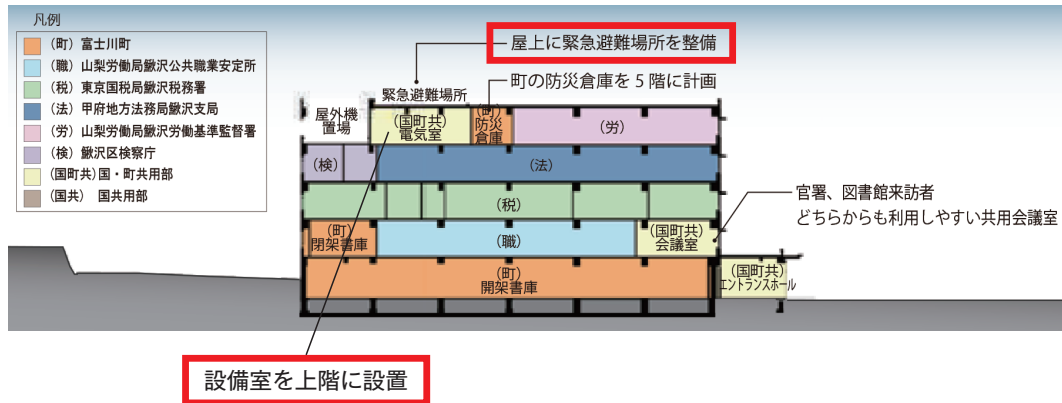 凡例
(町) 富士川町
(職) 山梨労働局鰍沢公共職業安定所
(税) 東京国税局鰍沢税務署
(法) 甲府地方法務局鰍沢支局
(労) 山梨労働局鰍沢労働基準監督署
(検) 鰍沢区検察庁
(国町共) 国・町共用部
(国共) 国共用部
屋上に緊急避難場所を整備
町の防災倉庫を 5 階に計画
緊急避難場所
屋外機
置場
(国町共)
電気室
(町)
防災
倉庫
(労)
(検)
(法)
(税)
官署、図書館来訪者
どちらからも利用しやすい共用会議室
(町)
閉架書庫
(職)
(国町共)
会議室
(町)
開架書庫
(国町共)
エントランスホール
設備室を上階に設置